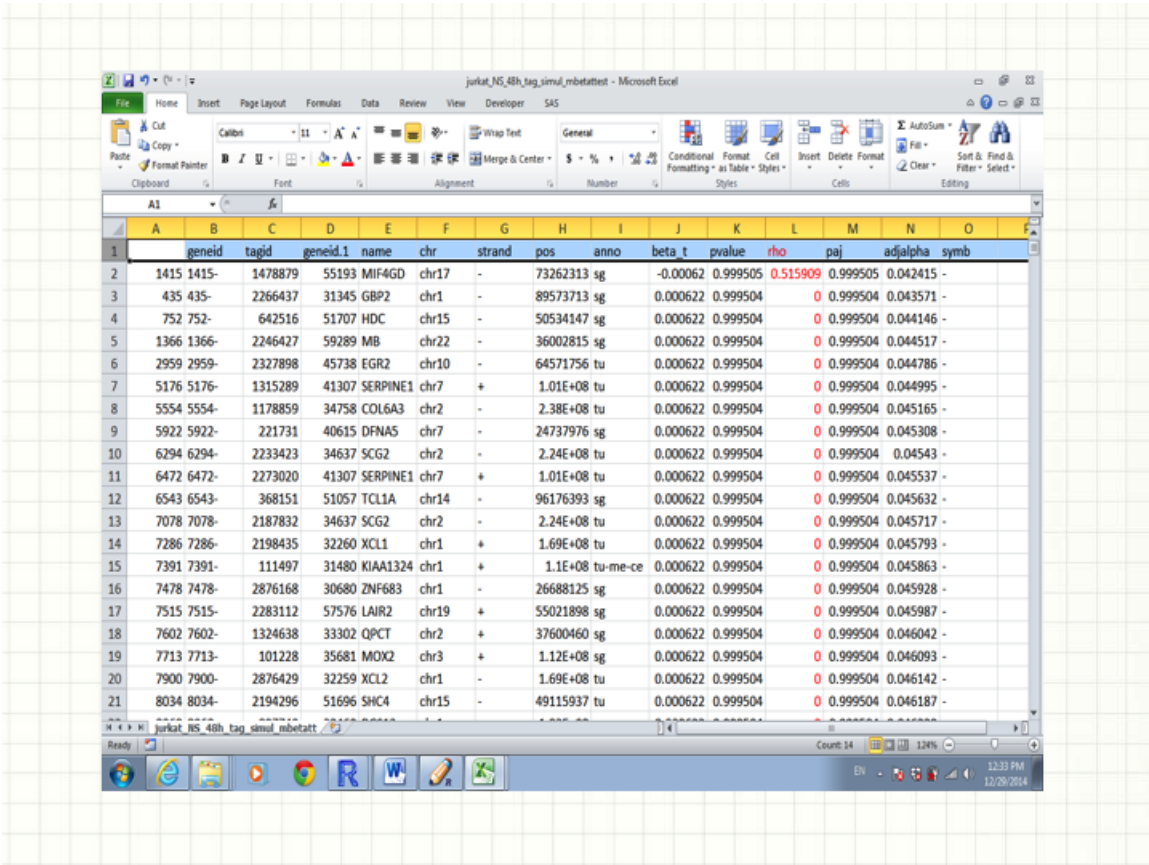 jurkat_NS_48h_tag_simul_mbetattest - Microsoft Excel
File Home Insert Page Layout Formulas Data Review View Developer SAS
Cut
Copy
Format Painter
Paste
Calibri 11
Wrap Text
Merge & Center
General
Conditional Formatting
Format as Table
Cell Styles
Insert Delete Format
AutoSum
Fill
Clear
Sort & Filter
Find & Select
Clipboard Font Alignment Number Styles Cells Editing
A1 fx
A B C D E F G H I J K L M N O
1 geneid tagid geneid.1 name chr strand pos anno beta_t pvalue rho paj adjalpha symb
2 1415 1415- 1478879 55193 MIF4GD chr17 - 73262313 sg -0.00062 0.999505 0.515909 0.999505 0.042415 -
3 435 435- 2266437 31345 GBP2 chr1 - 89573713 sg 0.000622 0.999504 0 0.999504 0.043571 -
4 752 752- 642516 51707 HDC chr15 - 50534147 sg 0.000622 0.999504 0 0.999504 0.044146 -
5 1366 1366- 2246427 59289 MB chr22 - 36002815 sg 0.000622 0.999504 0 0.999504 0.044517 -
6 2959 2959- 2327898 45738 EGR2 chr10 - 64571756 tu 0.000622 0.999504 0 0.999504 0.044786 -
7 5176 5176- 1315289 41307 SERPINE1 chr7 + 1.01E+08 tu 0.000622 0.999504 0 0.999504 0.044995 -
8 5554 5554- 1178859 34758 COL6A3 chr2 - 2.38E+08 tu 0.000622 0.999504 0 0.999504 0.045165 -
9 5922 5922- 221731 40615 DFNA5 chr7 - 24737976 sg 0.000622 0.999504 0 0.999504 0.045308 -
10 6294 6294- 2233423 34637 SCG2 chr2 - 2.24E+08 tu 0.000622 0.999504 0 0.999504 0.04543 -
11 6472 6472- 2273020 41307 SERPINE1 chr7 + 1.01E+08 tu 0.000622 0.999504 0 0.999504 0.045537 -
12 6543 6543- 368151 51057 TCL1A chr14 - 96176393 sg 0.000622 0.999504 0 0.999504 0.045632 -
13 7078 7078- 2187832 34637 SCG2 chr2 - 2.24E+08 tu 0.000622 0.999504 0 0.999504 0.045717 -
14 7286 7286- 2198435 32260 XCL1 chr1 + 1.69E+08 tu 0.000622 0.999504 0 0.999504 0.045793 -
15 7391 7391- 111497 31480 KIAA1324 chr1 + 1.1E+08 tu-me-ce 0.000622 0.999504 0 0.999504 0.045863 -
16 7478 7478- 2876168 30680 ZNF683 chr1 - 26688125 sg 0.000622 0.999504 0 0.999504 0.045928 -
17 7515 7515- 2283112 57576 LAIR2 chr19 + 55021898 sg 0.000622 0.999504 0 0.999504 0.045987 -
18 7602 7602- 1324638 33302 QPCT chr2 + 37600460 sg 0.000622 0.999504 0 0.999504 0.046042 -
19 7713 7713- 101228 35681 MOX2 chr3 + 1.12E+08 sg 0.000622 0.999504 0 0.999504 0.046093 -
20 7900 7900- 2876429 32259 XCL2 chr1 - 1.69E+08 tu 0.000622 0.999504 0 0.999504 0.046142 -
21 8034 8034- 2194296 51696 SHC4 chr15 - 49115937 tu 0.000622 0.999504 0 0.999504 0.046187 -
jurkat_NS_48h_tag_simul_mbetatt
Ready Count: 14 124%
EN 12:33 PM
12/29/2014